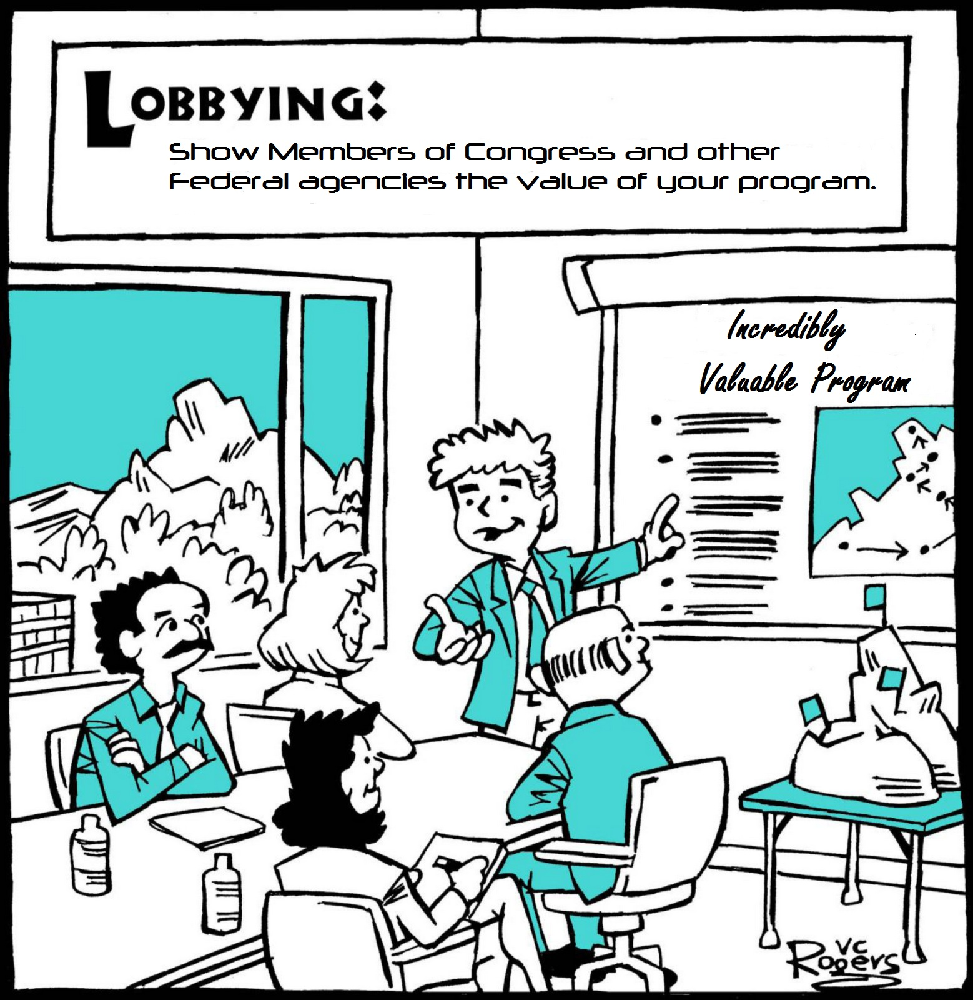 Lobbying:
Show Members of Congress and other
Federal agencies the value of your program.
Incredibly
Valuable Program
VC
Rogers